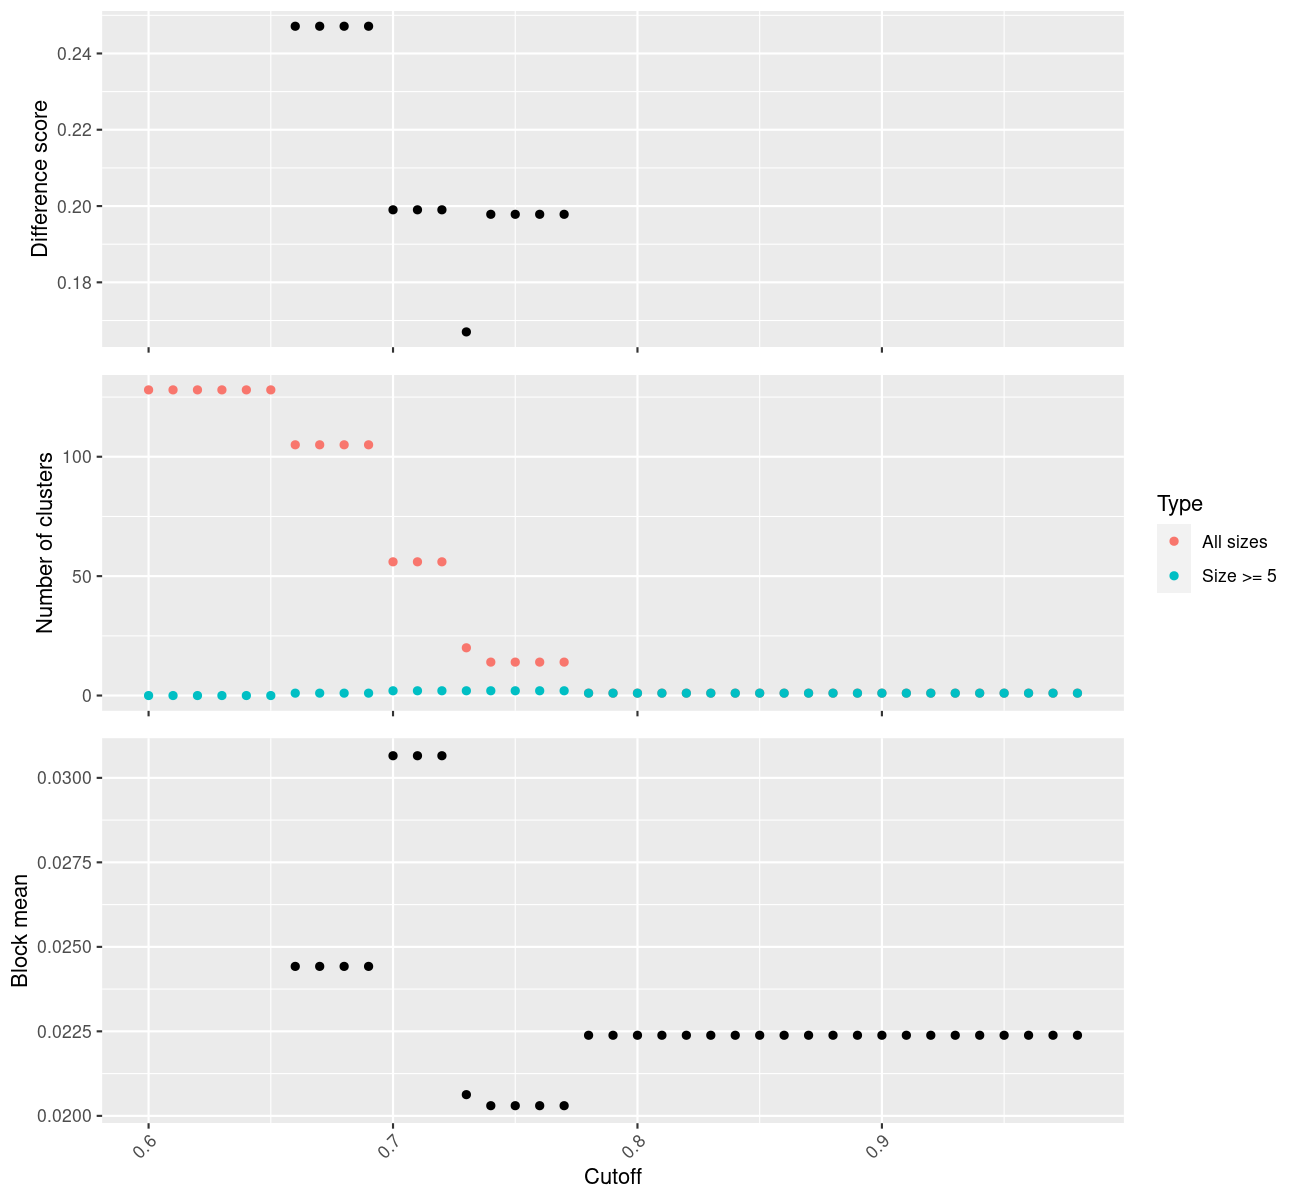 Difference score
0.24
0.22
0.20
0.18
Number of clusters
100
50
0
Type
All sizes
Size >= 5
Block mean
0.0300
0.0275
0.0250
0.0225
0.0200
0.6
0.7
0.8
0.9
Cutoff